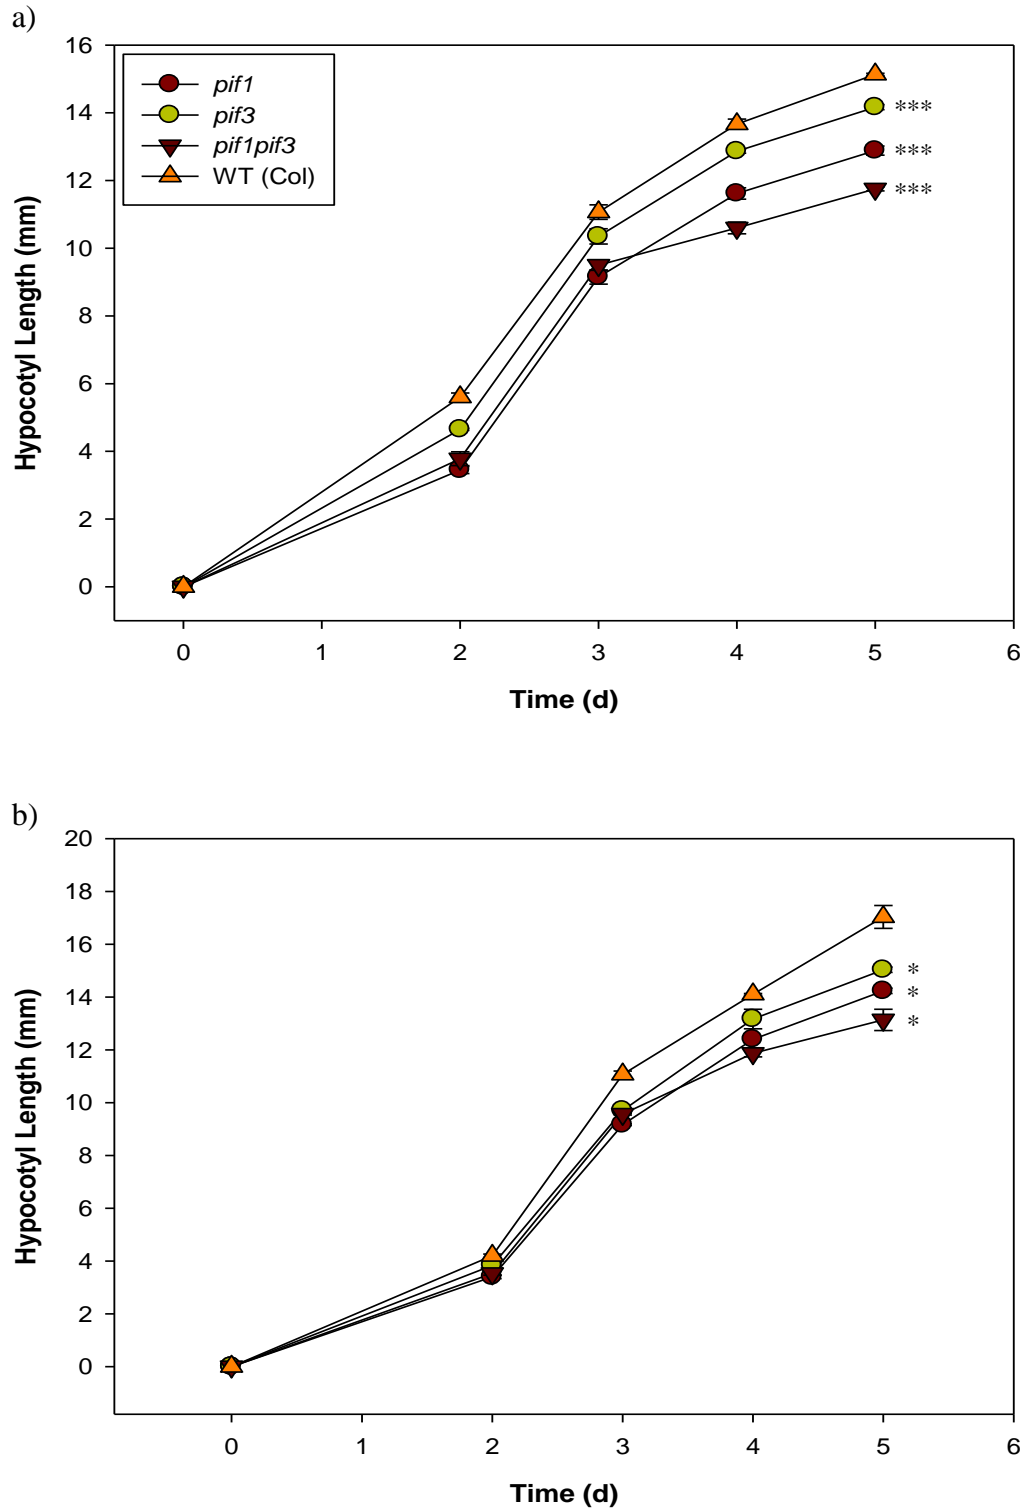 a)
16
14
12
10
8
6
4
2
0
Hypocotyl Length (mm)
pif1
pif3
pif1pif3
WT (Col)
***
***
***
0 1 2 3 4 5 6
Time (d)
b)
20
18
16
14
12
10
8
6
4
2
0
Hypocotyl Length (mm)
*
*
*
0 1 2 3 4 5 6
Time (d)